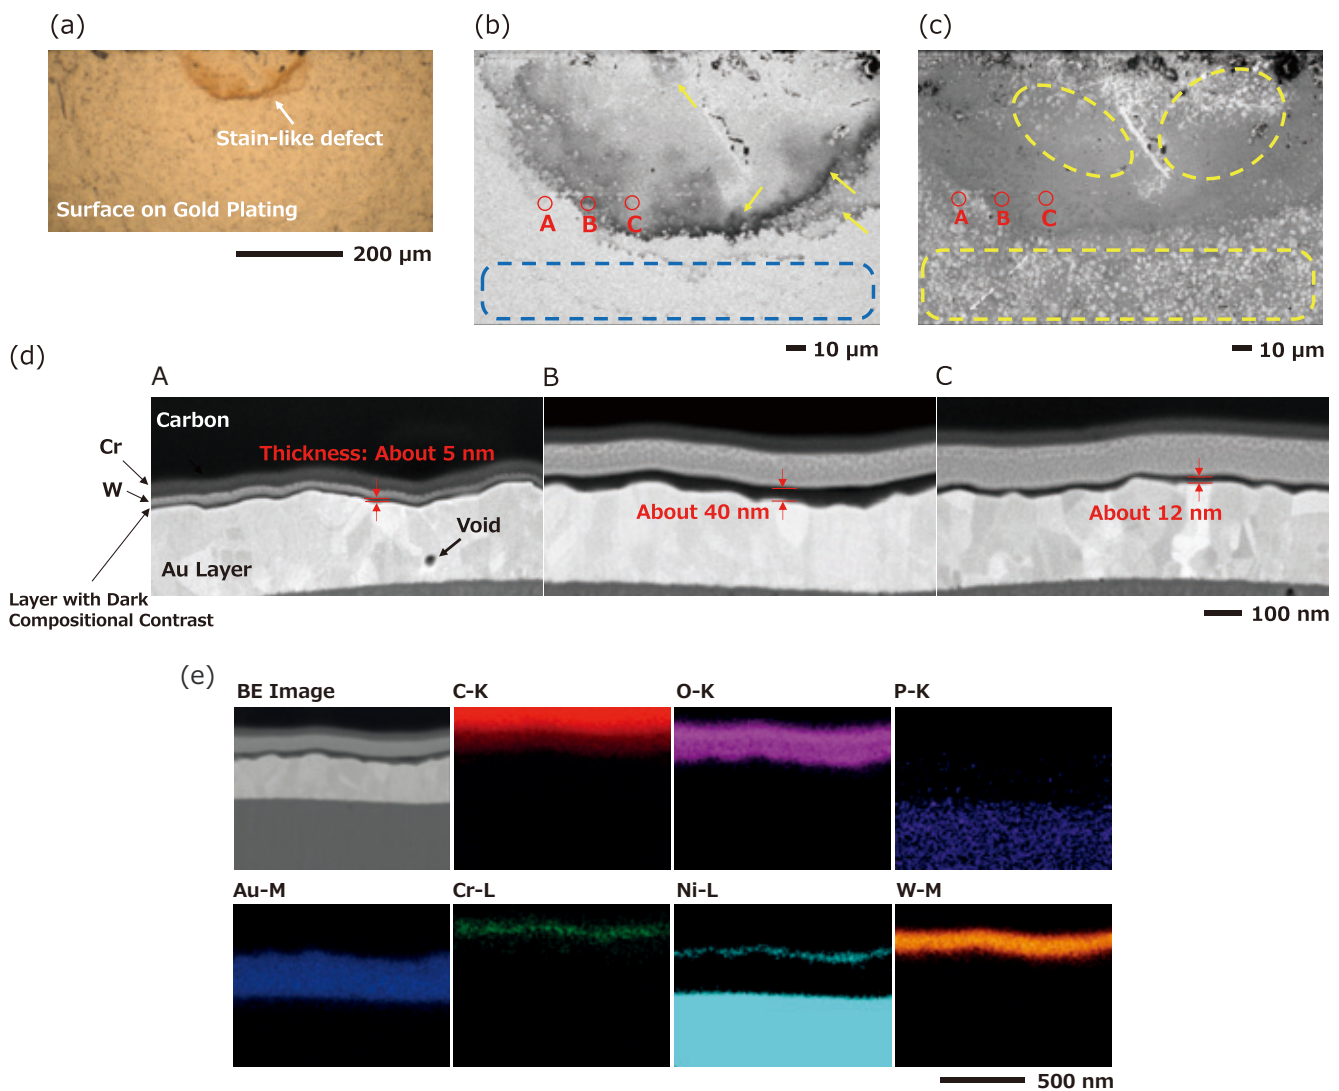 (a)
Stain-like defect
Surface on Gold Plating
200 μm
(b)
A
B
C
10 μm
(c)
A
B
C
10 μm
(d)
A
B
C
Carbon
Cr
W
Thickness: About 5 nm
Void
Au Layer
Layer with Dark
Compositional Contrast
About 40 nm
About 12 nm
100 nm
(e)
BE Image
C-K
O-K
P-K
Au-M
Cr-L
Ni-L
W-M
500 nm